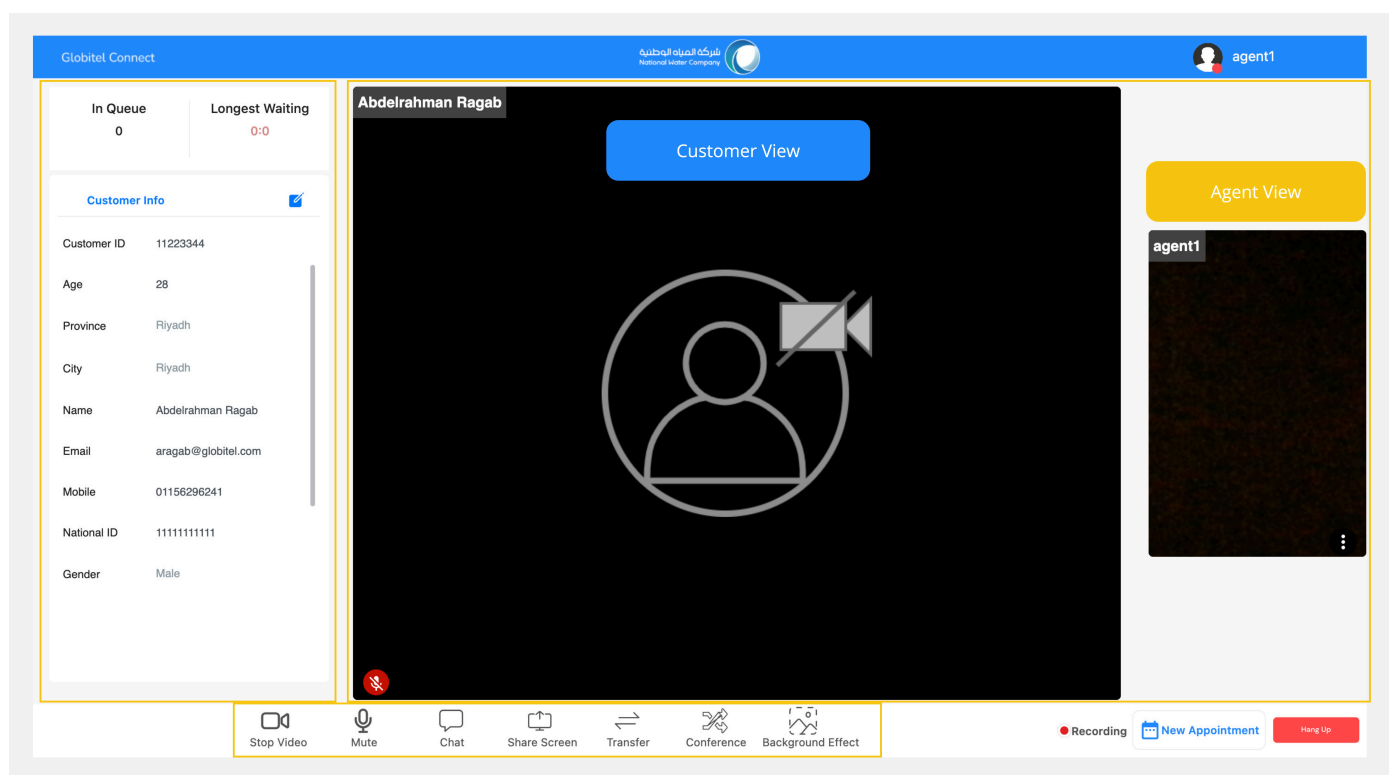 Globitel Connect
شركة المياه الوطنية
National Water Company
agent1
In Queue
0
Longest Waiting
0:0
Customer Info
Customer ID 11223344
Age 28
Province Riyadh
City Riyadh
Name Abdelrahman Ragab
Email aragab@globitel.com
Mobile 01156296241
National ID 11111111111
Gender Male
Abdelrahman Ragab
Customer View
Agent View
agent1
Stop Video
Mute
Chat
Share Screen
Transfer
Conference
Background Effect
Recording
New Appointment
Hang Up